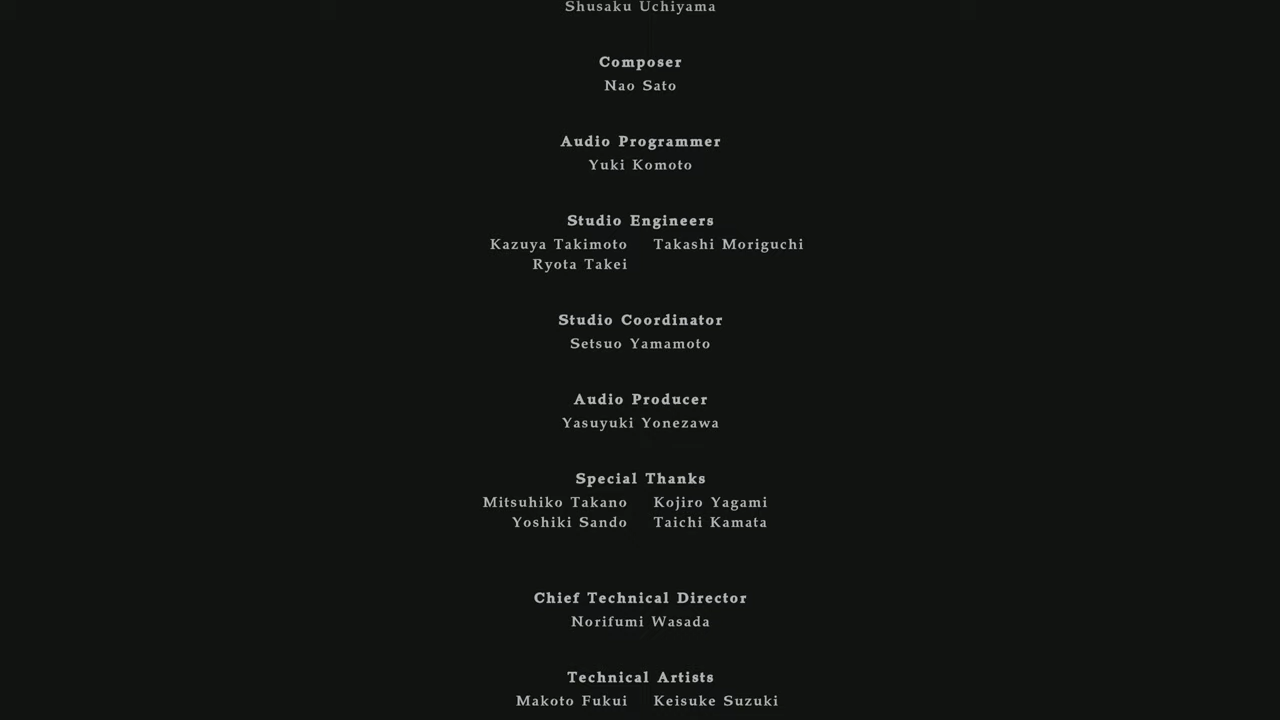 Shusaku Uchiyama
Composer
Nao Sato
Audio Programmer
Yuki Komoto
Studio Engineers
Kazuya Takimoto Takashi Moriguchi
Ryota Takei
Studio Coordinator
Setsuo Yamamoto
Audio Producer
Yasuyuki Yonezawa
Special Thanks
Mitsuhiko Takano Kojiro Yagami
Yoshiki Sando Taichi Kamata
Chief Technical Director
Norifumi Wasada
Technical Artists
Makoto Fukui Keisuke Suzuki